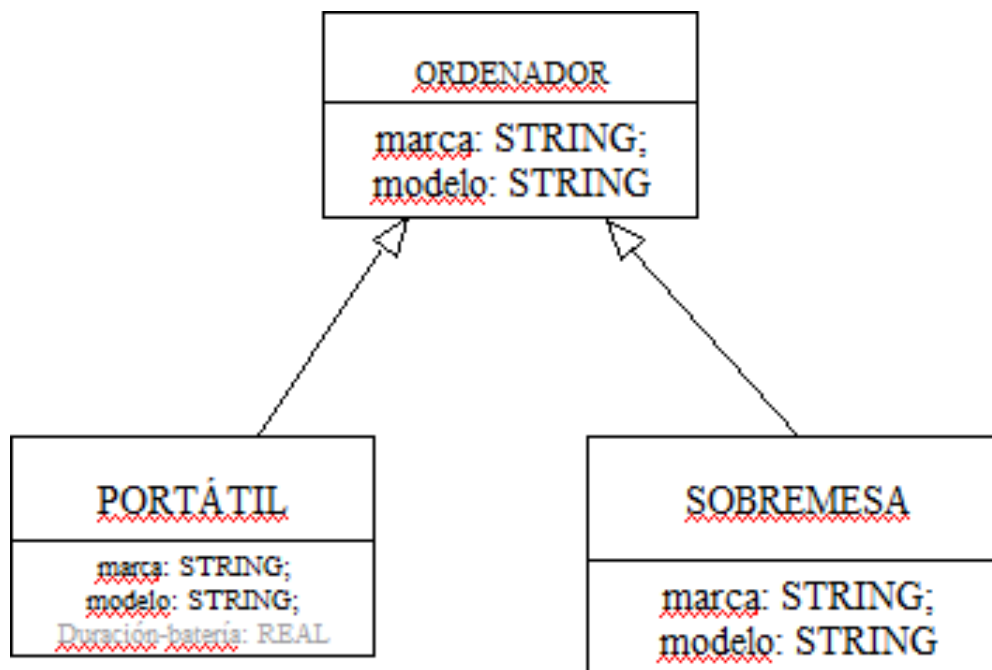 ORDENADOR
marca: STRING;
modelo: STRING
PORTÁTIL
marca: STRING;
modelo: STRING;
Duración-batería: REAL
SOBREMESA
marca: STRING;
modelo: STRING